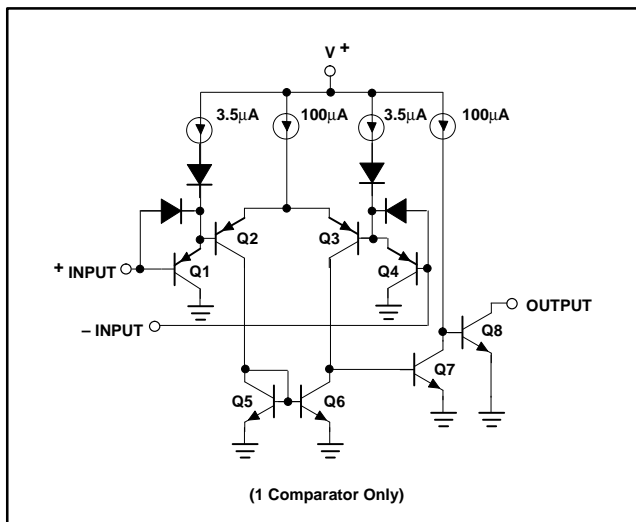 V +
3.5µA
100µA
3.5µA
100µA
Q2
Q3
+ INPUT
Q1
Q4
OUTPUT
– INPUT
Q8
Q7
Q5
Q6
(1 Comparator Only)